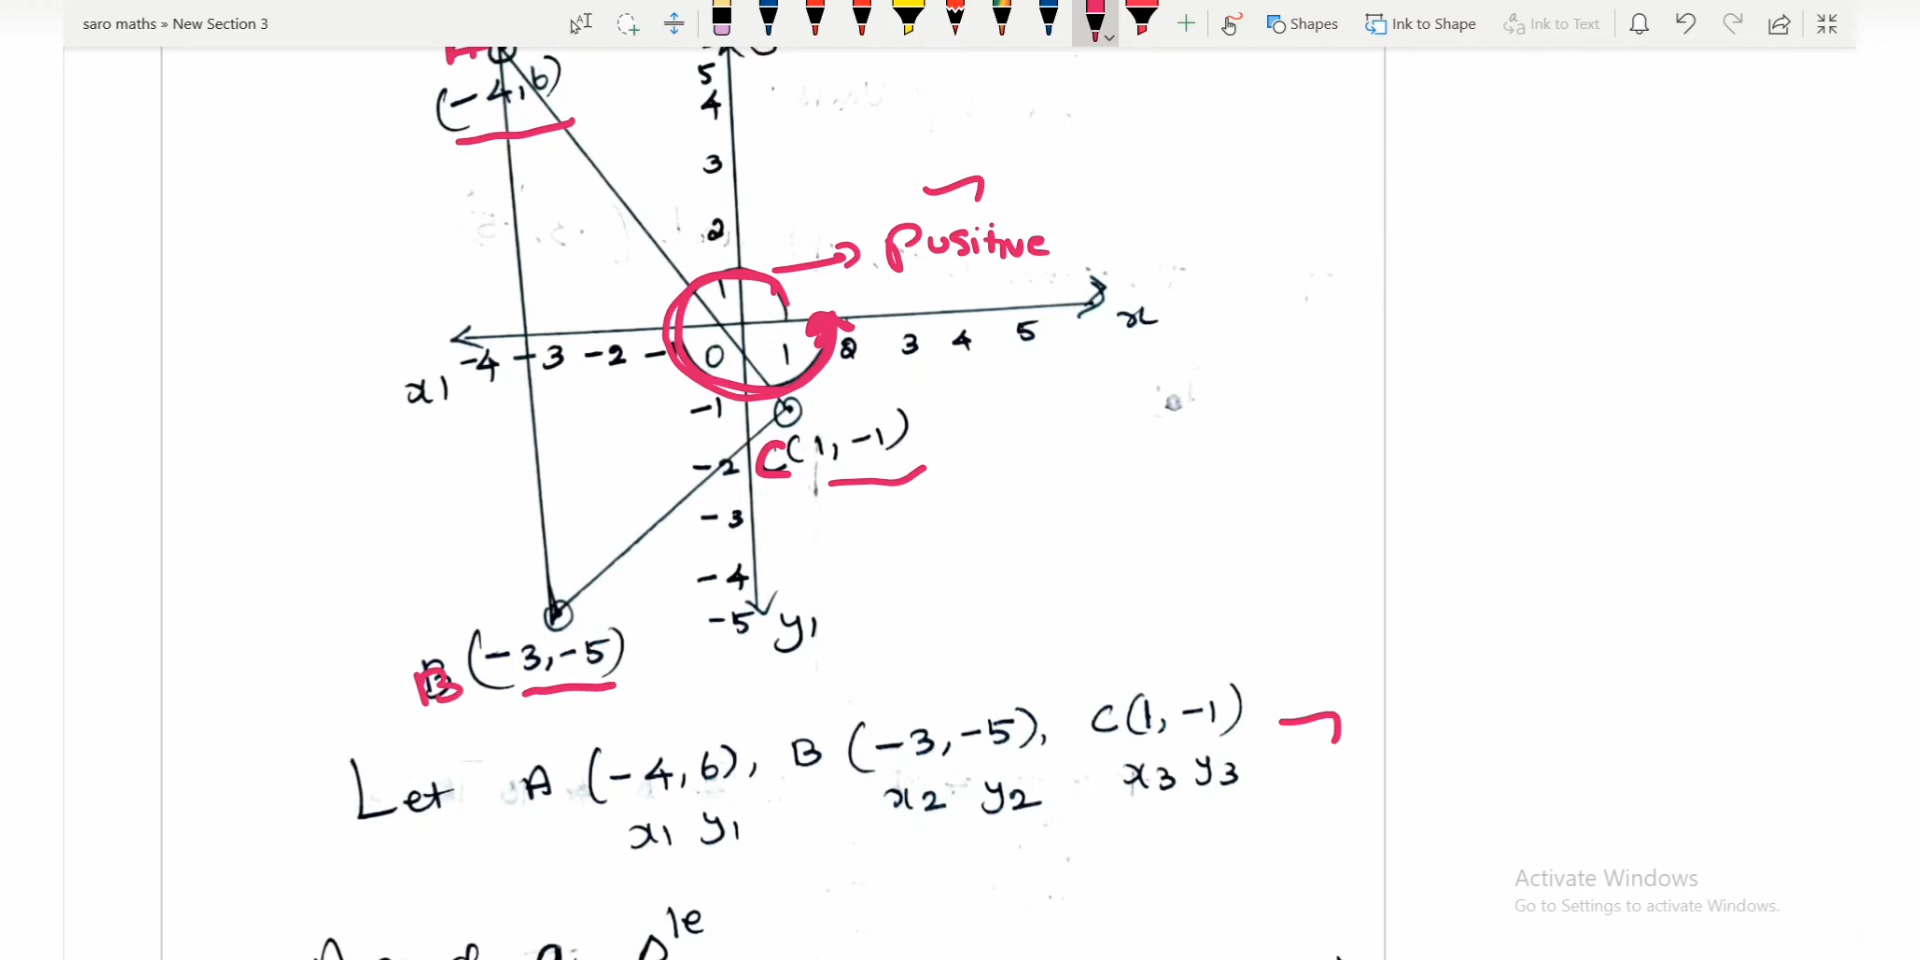 saro maths » New Section 3
Shapes
Ink to Shape
Ink to Text
(-4,6)
5
4
3
2
1
Pusitive
x
-4 -3 -2 - 0 1 2 3 4 5
x1
-1
C(1,-1)
-2
-3
-4
-5 y1
B (-3,-5)
Let A (-4,6), B (-3,-5), C(1,-1)
x1 y1 x2 y2 x3 y3
Activate Windows
Go to Settings to activate Windows.